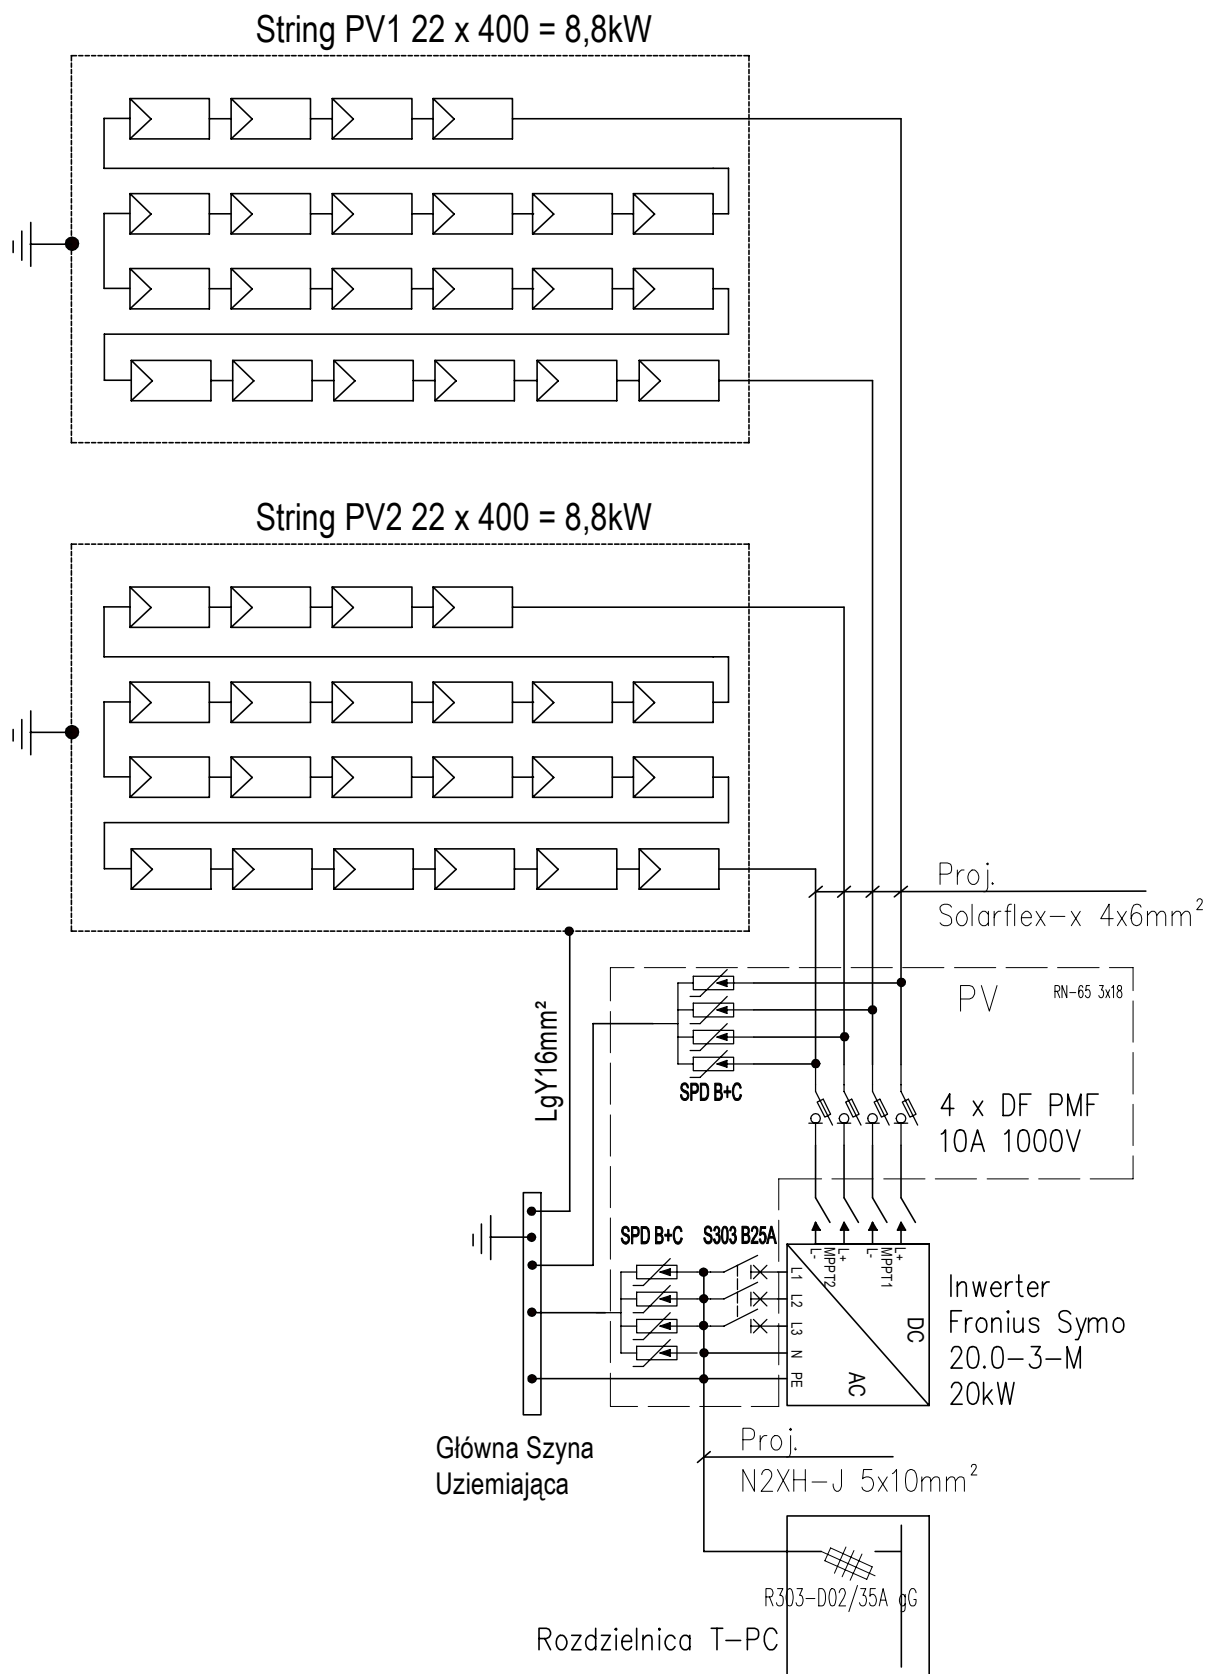 String PV1 22 x 400 = 8,8kW
String PV2 22 x 400 = 8,8kW
Proj.
Solarflex-x 4x6mm²
PV
RN-65 3x18
SPD B+C
LgY16mm²
4 x DF PMF
10A 1000V
SPD B+C
S303 B25A
L-
MPPT2
L+
L-
MPPT1
L+
L1
L2
L3
N
PE
DC
AC
Inwerter
Fronius Symo
20.0-3-M
20kW
Główna Szyna
Uziemiająca
Proj.
N2XH-J 5x10mm²
R303-D02/35A gG
Rozdzielnica T-PC